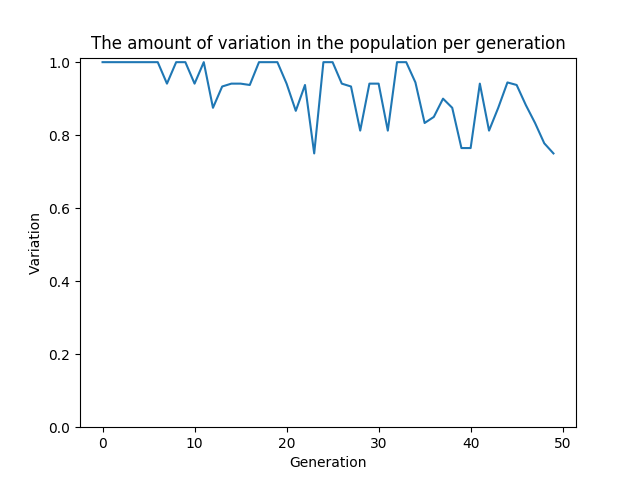 The amount of variation in the population per generation
1.0
0.8
0.6
0.4
0.2
0.0
Variation
0 10 20 30 40 50
Generation